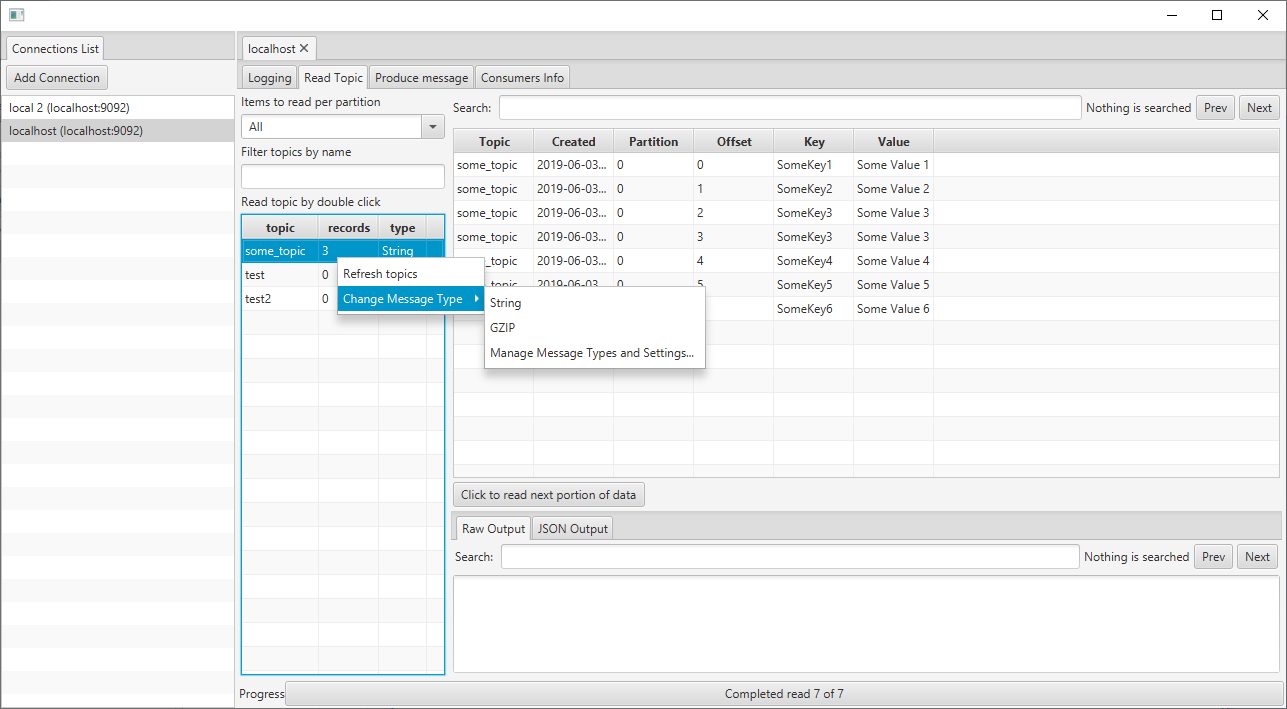 Connections List
Add Connection
local 2 (localhost:9092)
localhost (localhost:9092)
localhost
Logging Read Topic Produce message Consumers Info
Items to read per partition
All
Filter topics by name
Read topic by double click
topic records type
some_topic 3 String
test 0
test2 0
Refresh topics
Change Message Type
String
GZIP
Manage Message Types and Settings...
Search: Nothing is searched Prev Next
Topic Created Partition Offset Key Value
some_topic 2019-06-03... 0 0 SomeKey1 Some Value 1
some_topic 2019-06-03... 0 1 SomeKey2 Some Value 2
some_topic 2019-06-03... 0 2 SomeKey3 Some Value 3
some_topic 2019-06-03... 0 3 SomeKey3 Some Value 3
_topic 2019-06-03... 0 4 SomeKey4 Some Value 4
_topic 2019-06-03... 0 5 SomeKey5 Some Value 5
SomeKey6 Some Value 6
Click to read next portion of data
Raw Output JSON Output
Search: Nothing is searched Prev Next
Progress Completed read 7 of 7